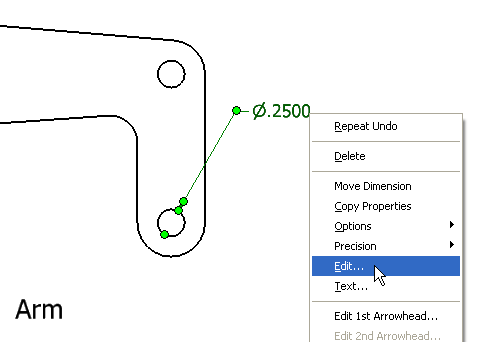 Ø.2500
Repeat Undo
Delete
Move Dimension
Copy Properties
Options
Precision
Edit...
Text...
Edit 1st Arrowhead...
Edit 2nd Arrowhead...
Arm